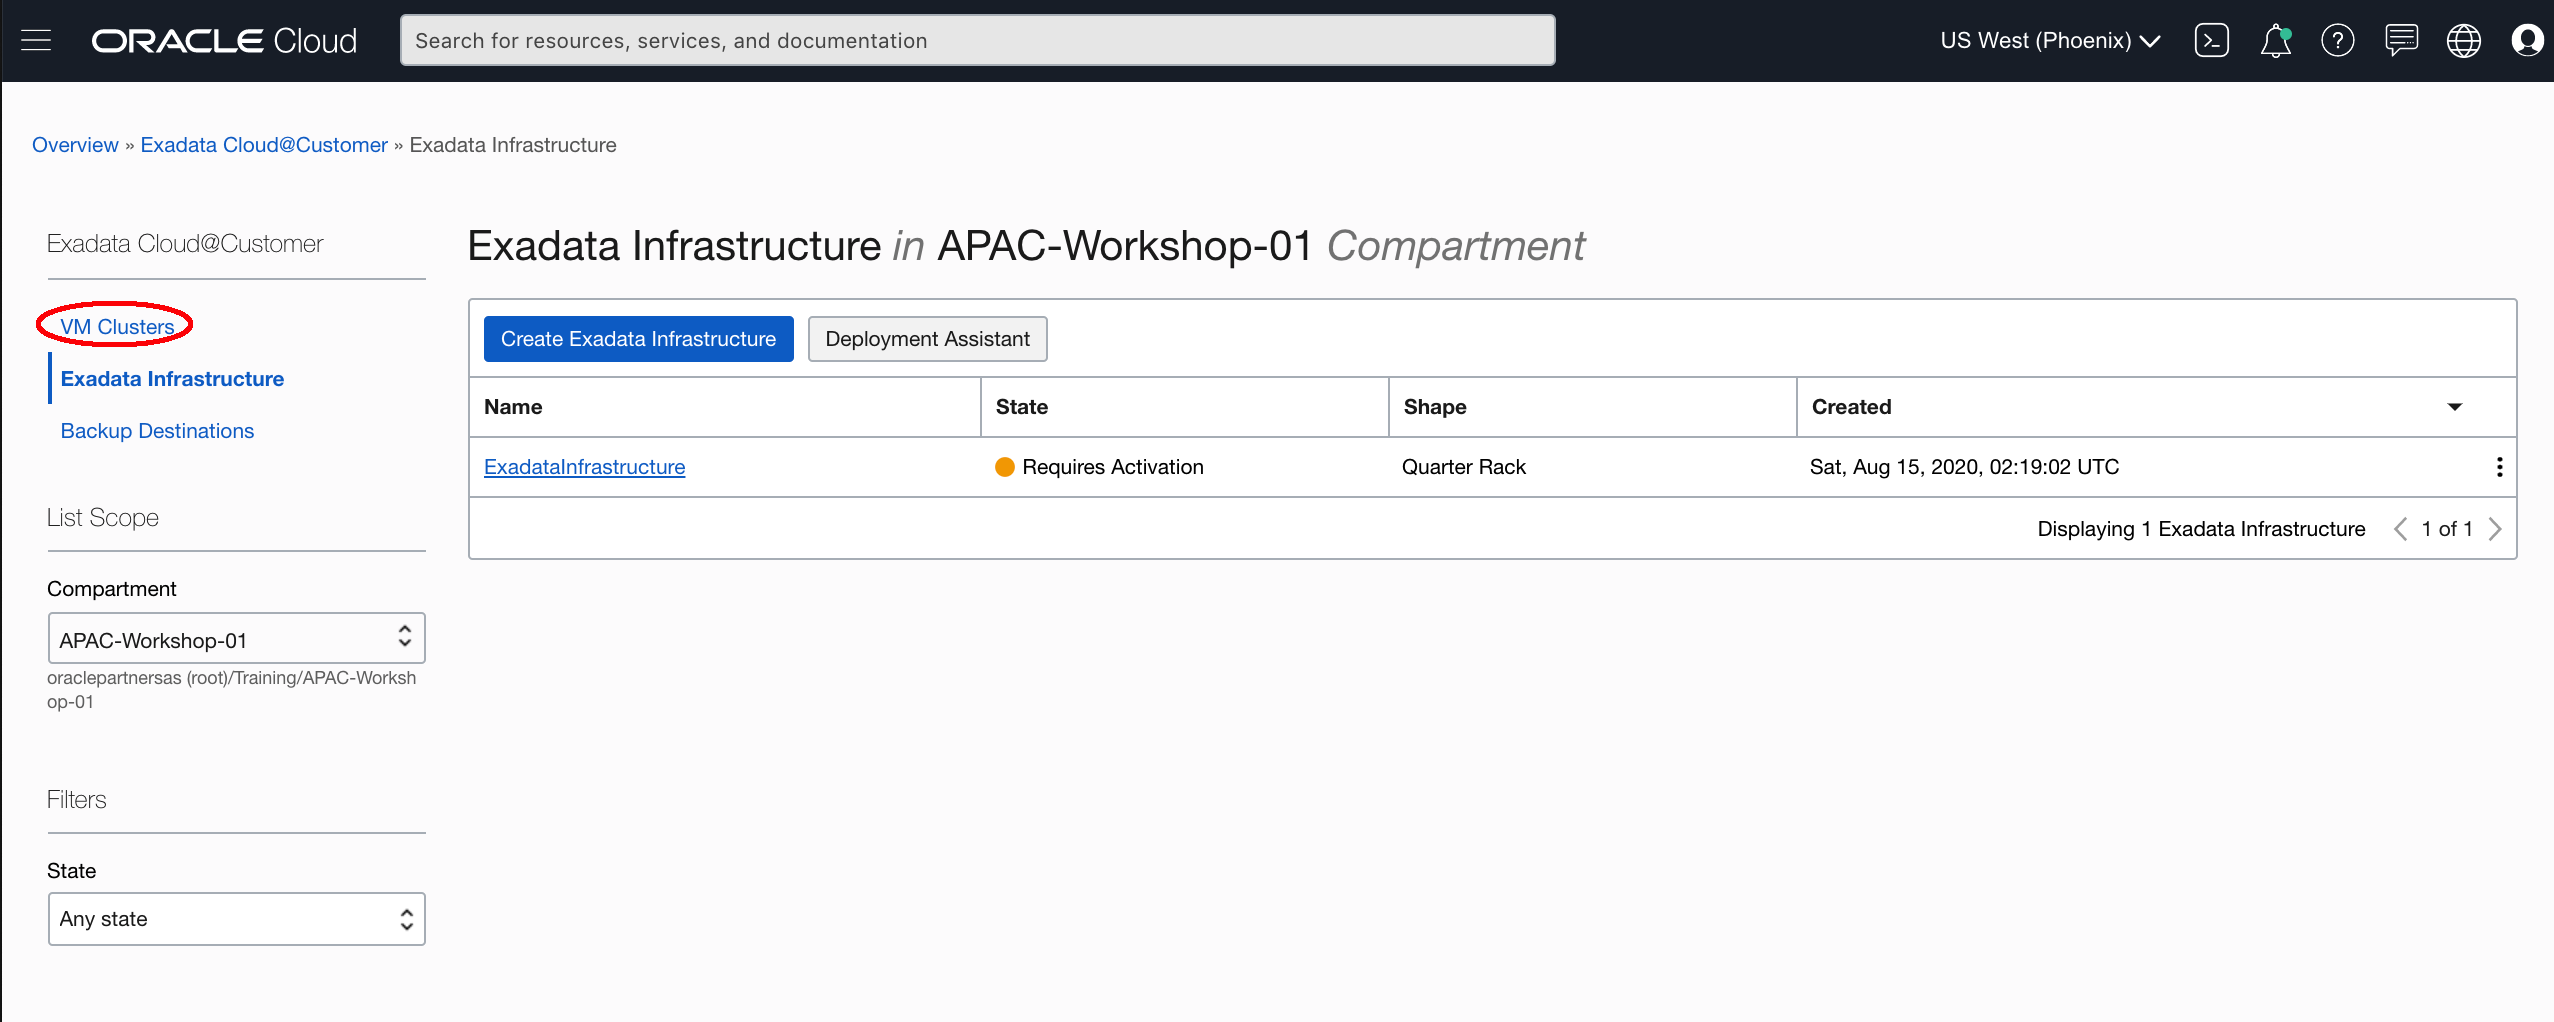 ORACLE Cloud
Search for resources, services, and documentation
US West (Phoenix)
Overview » Exadata Cloud@Customer » Exadata Infrastructure
Exadata Cloud@Customer
VM Clusters
Exadata Infrastructure
Backup Destinations
List Scope
Compartment
APAC-Workshop-01
oraclepartnersas (root)/Training/APAC-Worksh
op-01
Filters
State
Any state
Exadata Infrastructure in APAC-Workshop-01 Compartment
Create Exadata Infrastructure Deployment Assistant
Name State Shape Created
ExadataInfrastructure Requires Activation Quarter Rack Sat, Aug 15, 2020, 02:19:02 UTC
Displaying 1 Exadata Infrastructure 1 of 1